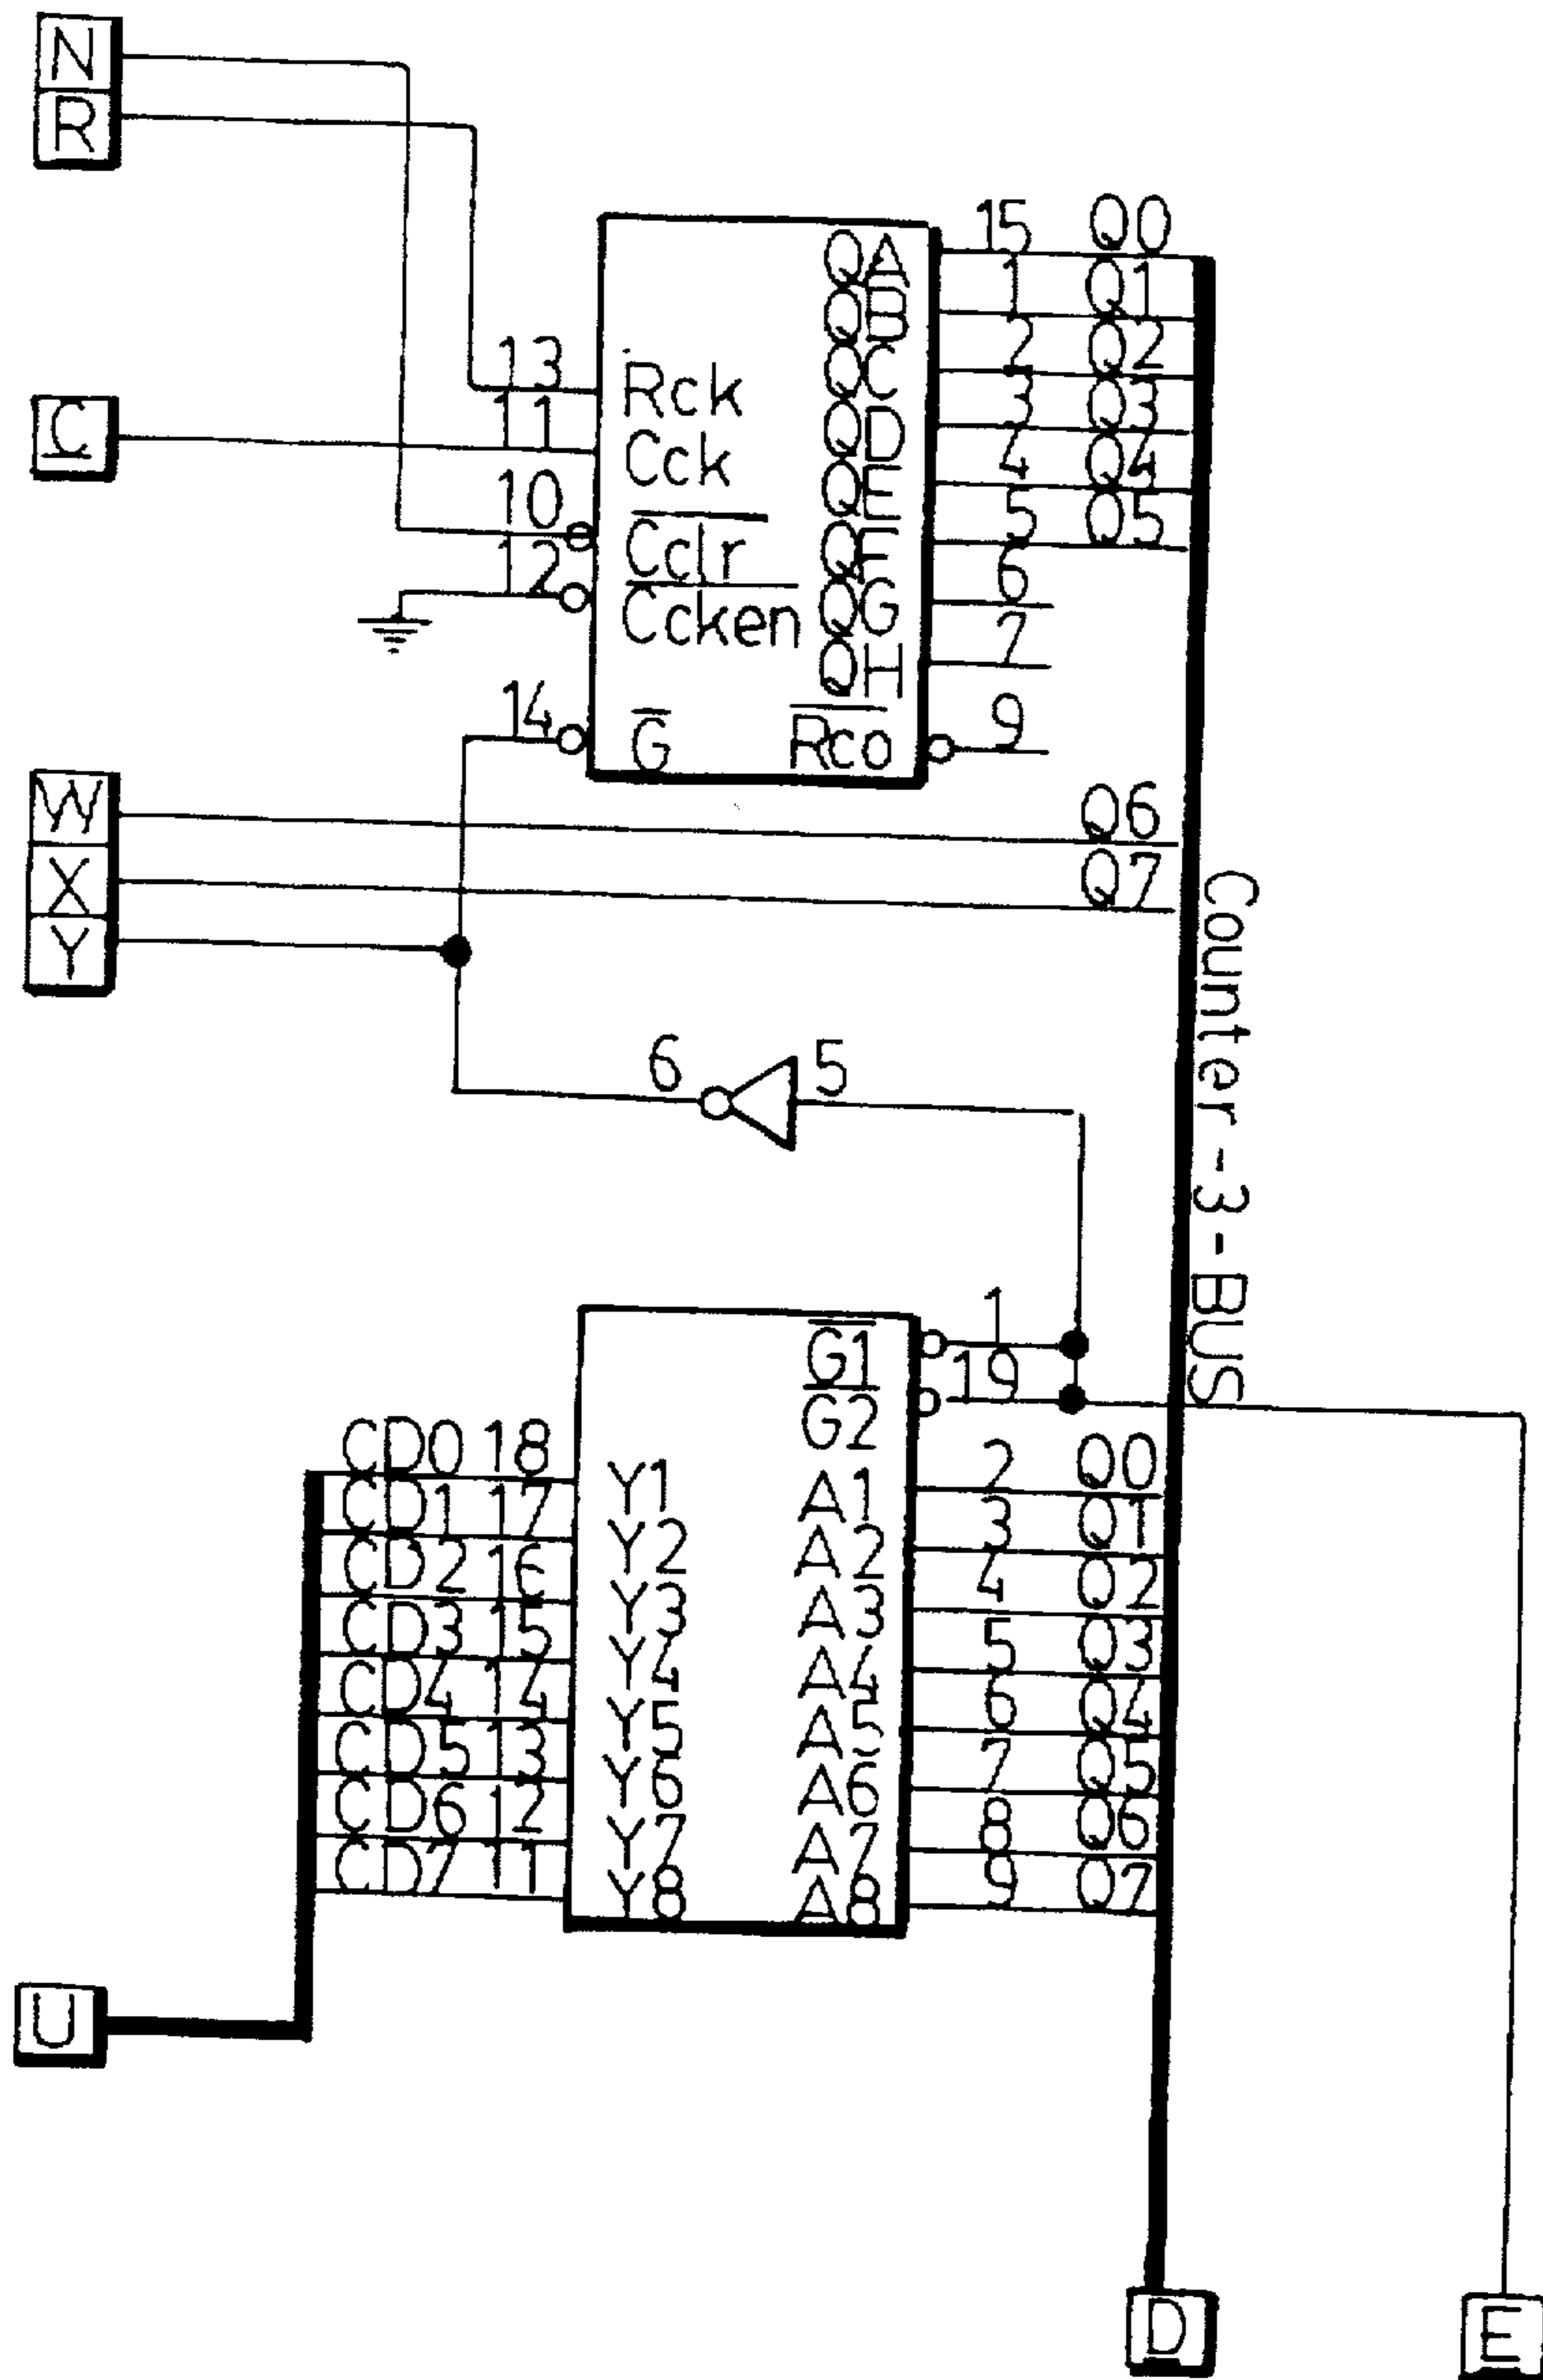 N
R
15 Q0
QA
1 Q1
QB
2 Q2
13 QC
Rck 3 Q3
11 QD
Cck 4 Q4
10 QE
Cclr 5 Q5
12 QF
Ccken 6
QG
7
QH
14 G Rco 9
C
W Q6
X Q7
Y
Counter-3-BUS
6 5
1
G1
19
G2
CD0 18 Y1 A1 2 Q0
CD1 17 Y2 A2 3 Q1
CD2 Y3 A3 4 Q2
CD3 15 Y4 A4 5 Q3
CD4 14 Y5 A5 6 Q4
CD5 13 Y6 A6 7 Q5
CD6 12 Y7 A7 8 Q6
CD7 11 Y8 A8 9 Q7
U
D
E